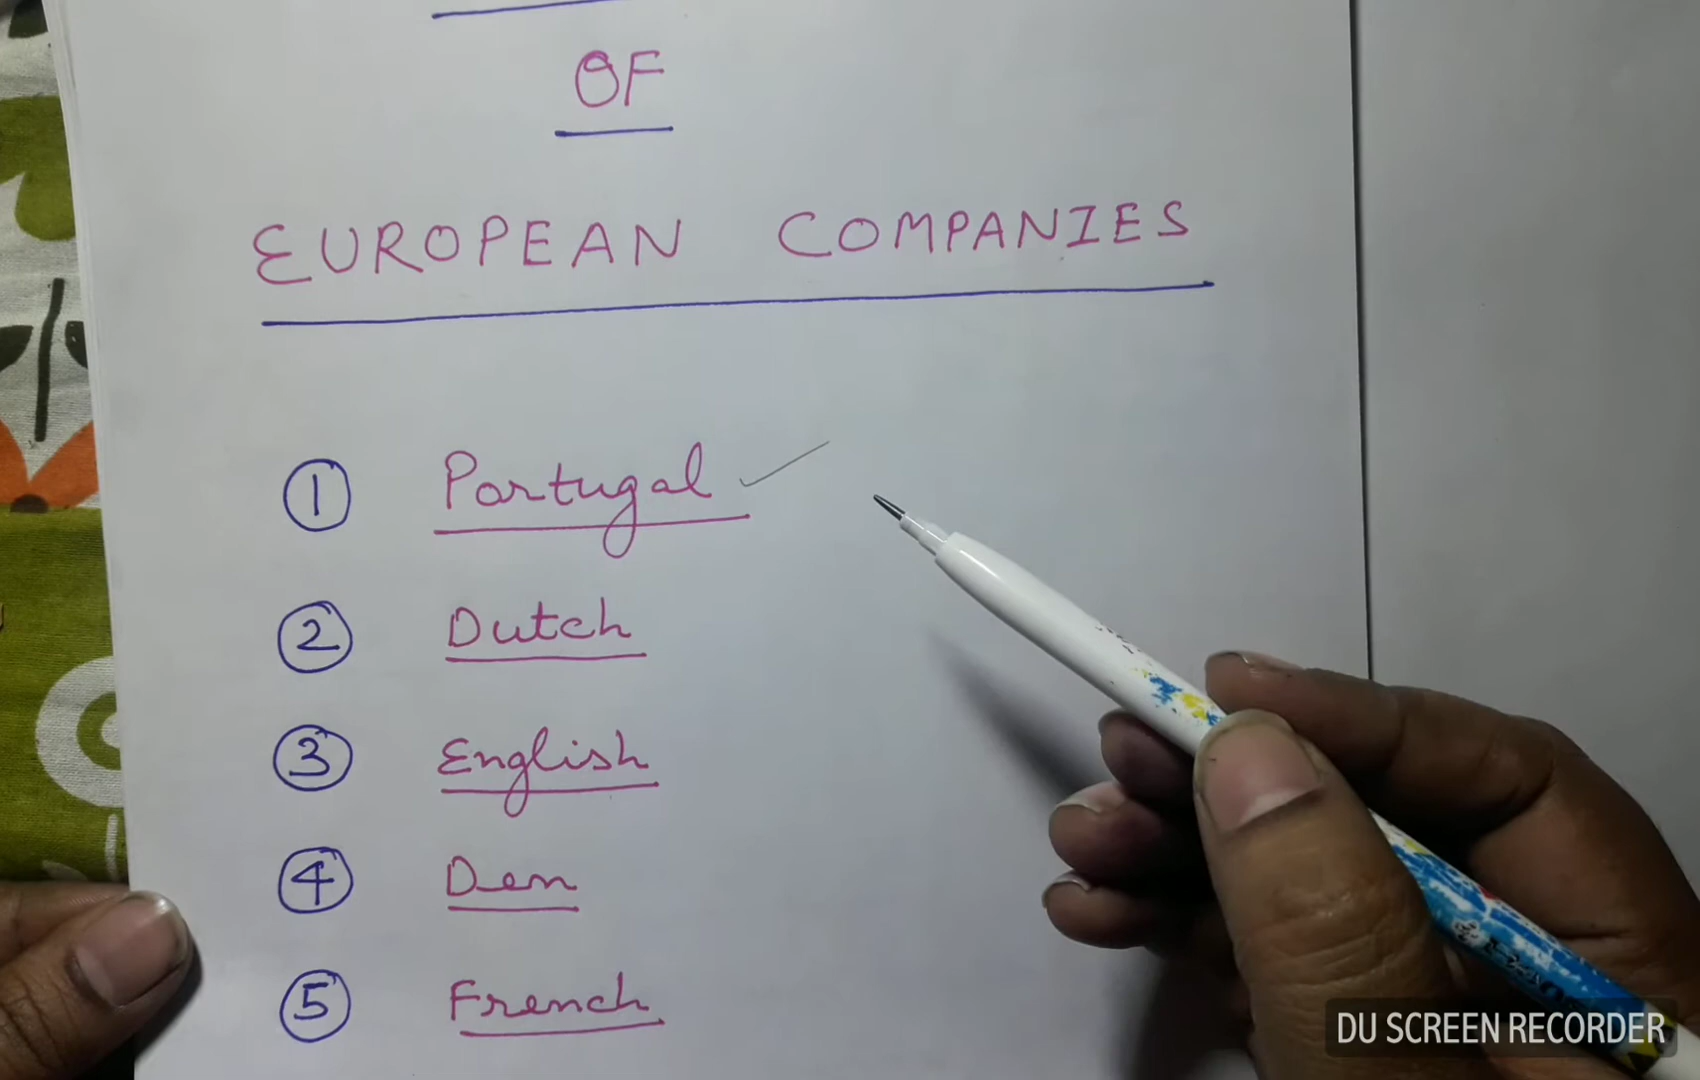 OF
EUROPEAN COMPANIES
1 Portugal
2 Dutch
3 English
4 Den
5 French
DU SCREEN RECORDER